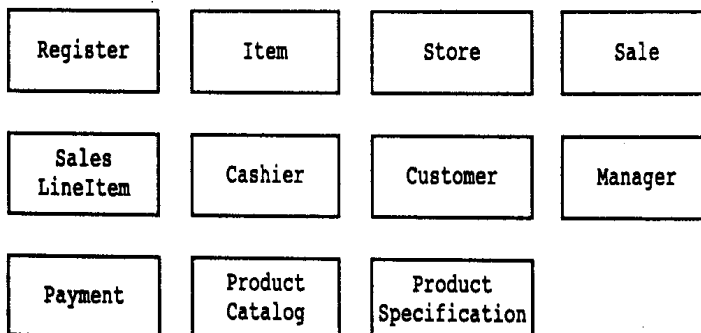 Register
Item
Store
Sale
Sales
LineItem
Cashier
Customer
Manager
Payment
Product
Catalog
Product
Specification